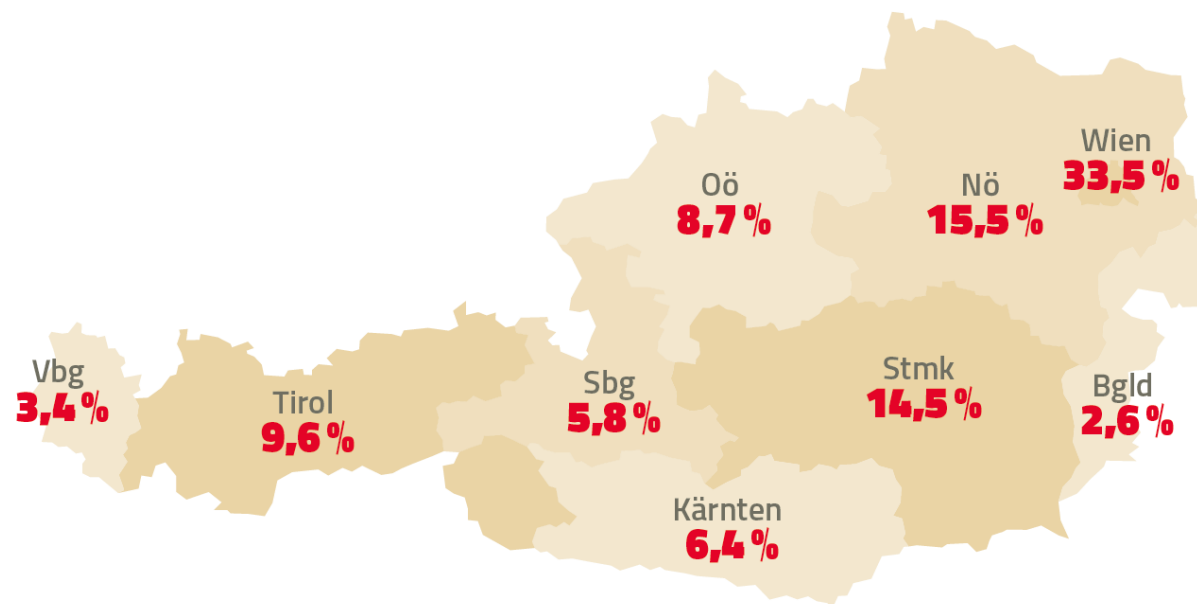 Wien
33,5 %
Oö
8,7 %
Nö
15,5 %
Vbg
3,4 %
Tirol
9,6 %
Sbg
5,8 %
Stmk
14,5 %
Bgld
2,6 %
Kärnten
6,4 %